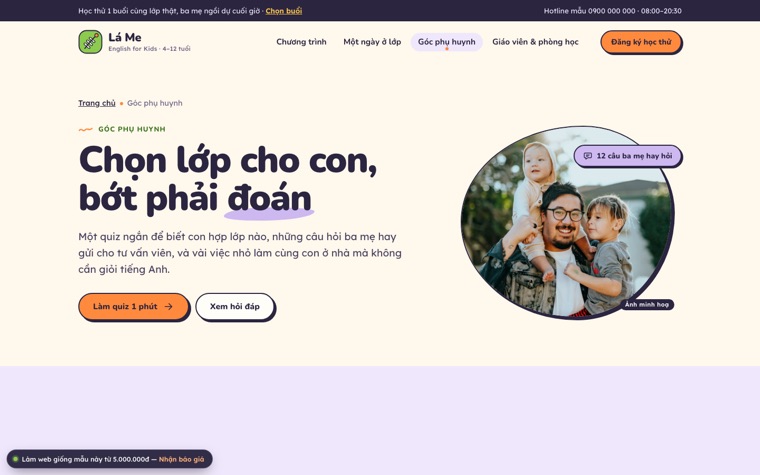 Học thử 1 buổi cùng lớp thật, ba mẹ ngồi dự cuối giờ · Chọn buổi
Hotline mẫu 0900 000 000 · 08:00–20:30
Lá Me
English for Kids · 4–12 tuổi
Chương trình
Một ngày ở lớp
Góc phụ huynh
Giáo viên & phòng học
Đăng ký học thử
Trang chủ • Góc phụ huynh
GÓC PHỤ HUYNH
Chọn lớp cho con,
bớt phải đoán
12 câu ba mẹ hay hỏi
Một quiz ngắn để biết con hợp lớp nào, những câu hỏi ba mẹ hay
gửi cho tư vấn viên, và vài việc nhỏ làm cùng con ở nhà mà không
cần giỏi tiếng Anh.
Làm quiz 1 phút →
Xem hỏi đáp
Ảnh minh hoạ
Làm web giống mẫu này từ 5.000.000đ — Nhận báo giá